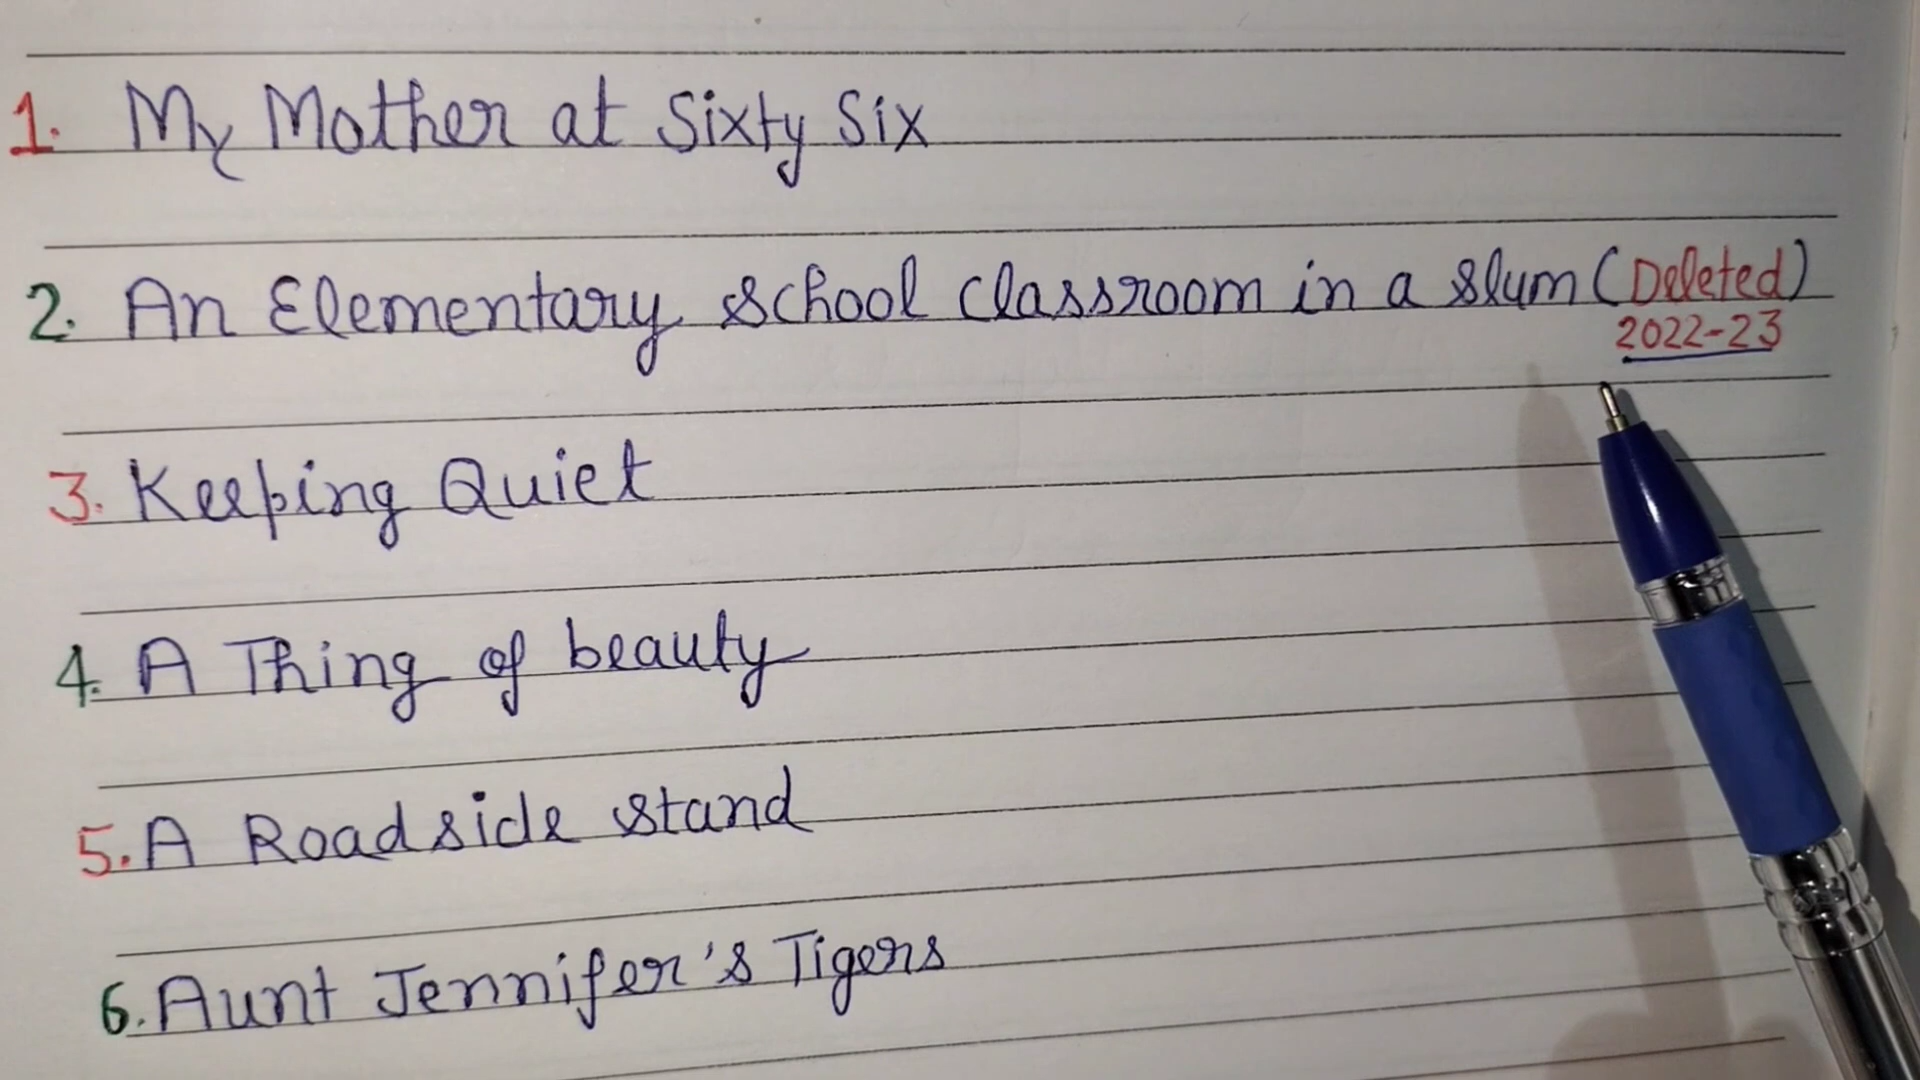 1. My Mother at Sixty Six
2. An Elementary School Classroom in a Slum (Deleted)
2022-23
3. Keeping Quiet
4. A Thing of beauty
5. A Roadside stand
6. Aunt Jennifer's Tigers